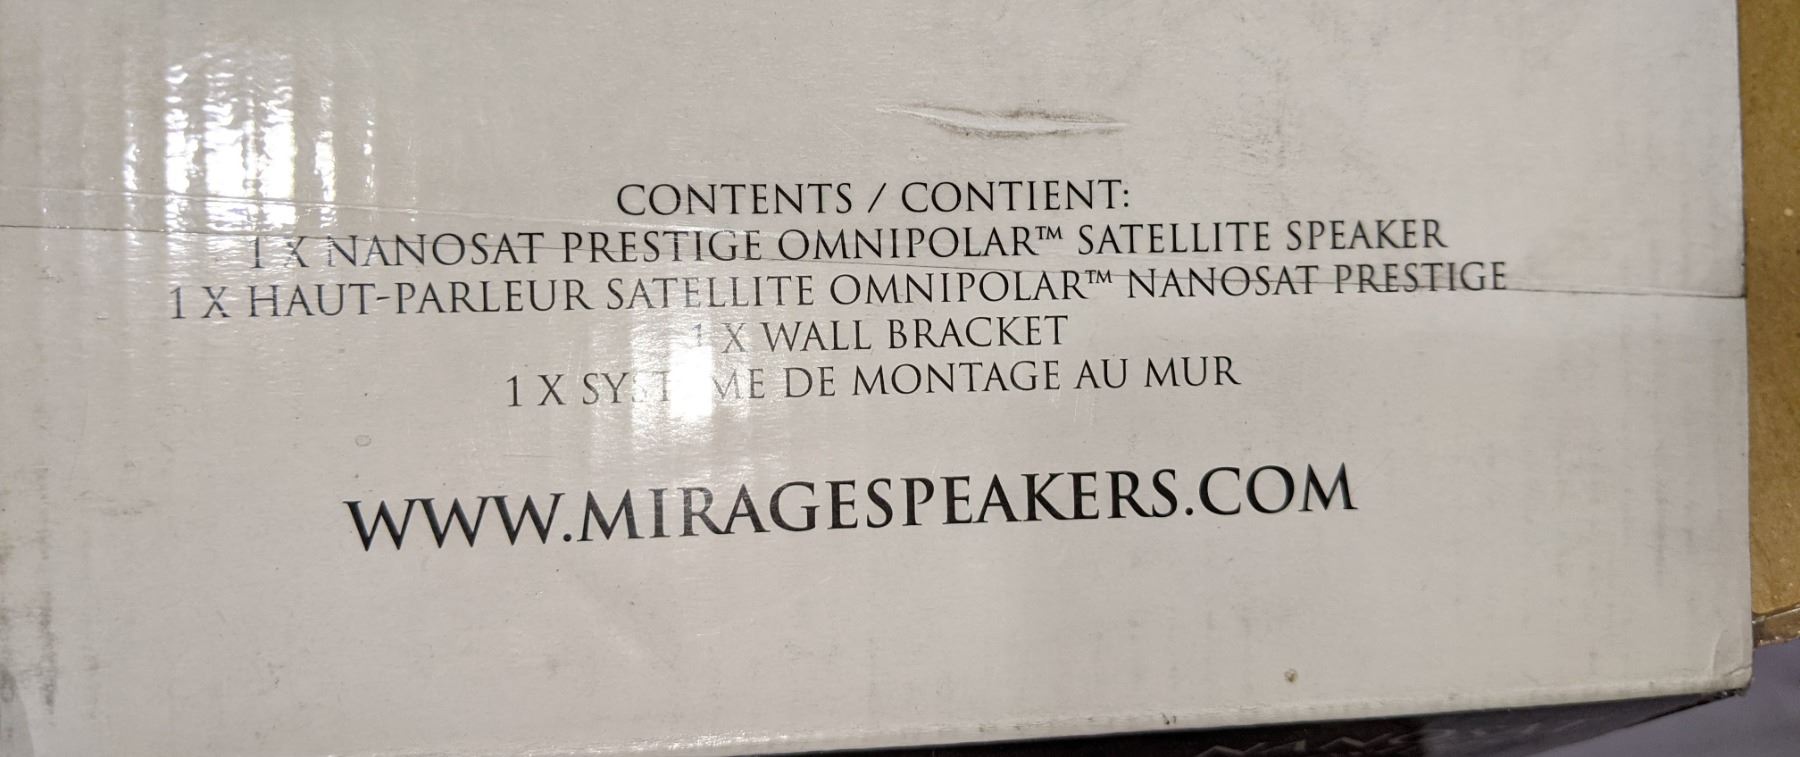 CONTENTS / CONTIENT:
1 X NANOSAT PRESTIGE OMNIPOLAR™ SATELLITE SPEAKER
1 X HAUT-PARLEUR SATELLITE OMNIPOLAR™ NANOSAT PRESTIGE
1 X WALL BRACKET
1 X DE MONTAGE AU MUR
WWW.MIRAGESPEAKERS.COM